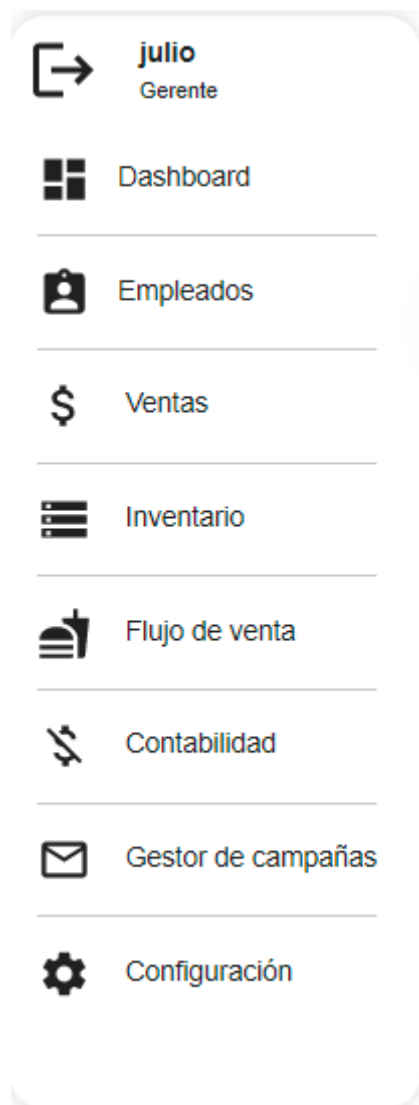 julio
Gerente
Dashboard
Empleados
Ventas
Inventario
Flujo de venta
Contabilidad
Gestor de campañas
Configuración